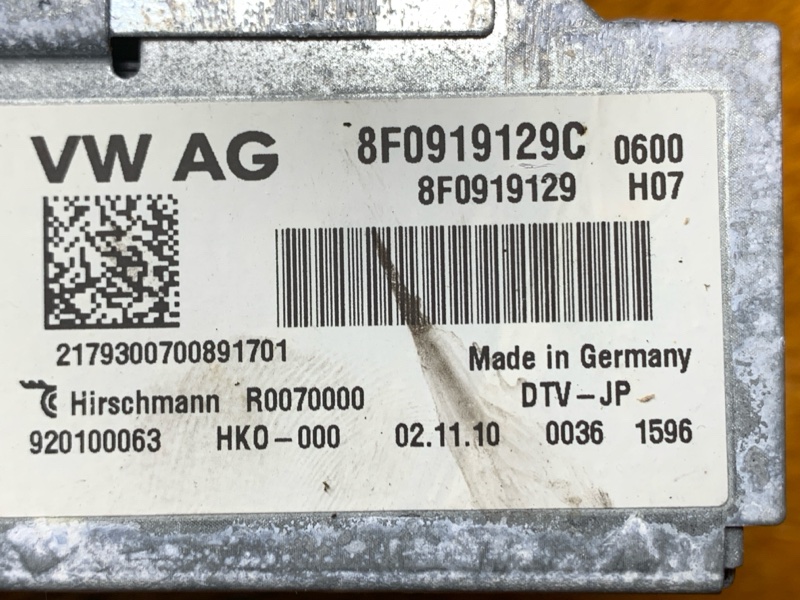 VW AG 8F0919129C 0600
8F0919129 H07
2179300700891701 Made in Germany
Hirschmann R0070000 DTV-JP
920100063 HKO-000 02.11.10 0036 1596